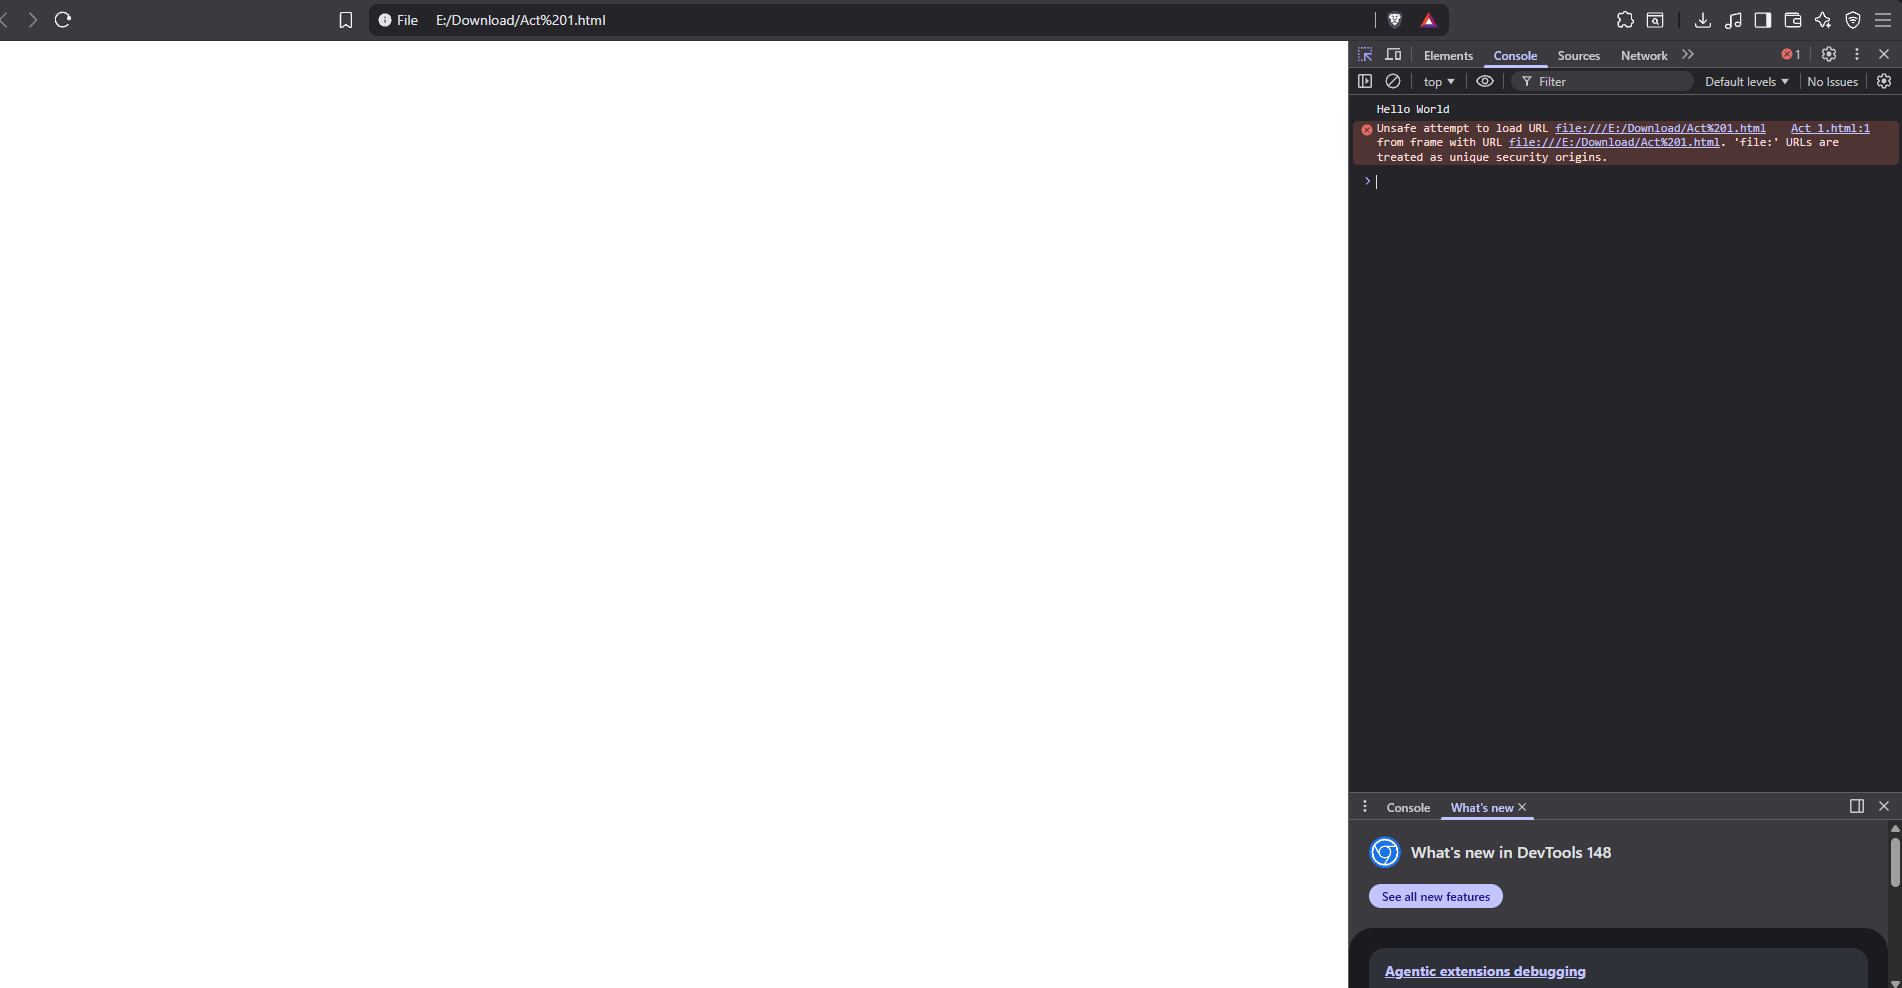 File E:/Download/Act%201.html
Elements Console Sources Network 1
top Filter Default levels No Issues
Hello World
Unsafe attempt to load URL file:///E:/Download/Act%201.html Act 1.html:1
from frame with URL file:///E:/Download/Act%201.html. 'file:' URLs are
treated as unique security origins.
Console What's new
What's new in DevTools 148
See all new features
Agentic extensions debugging